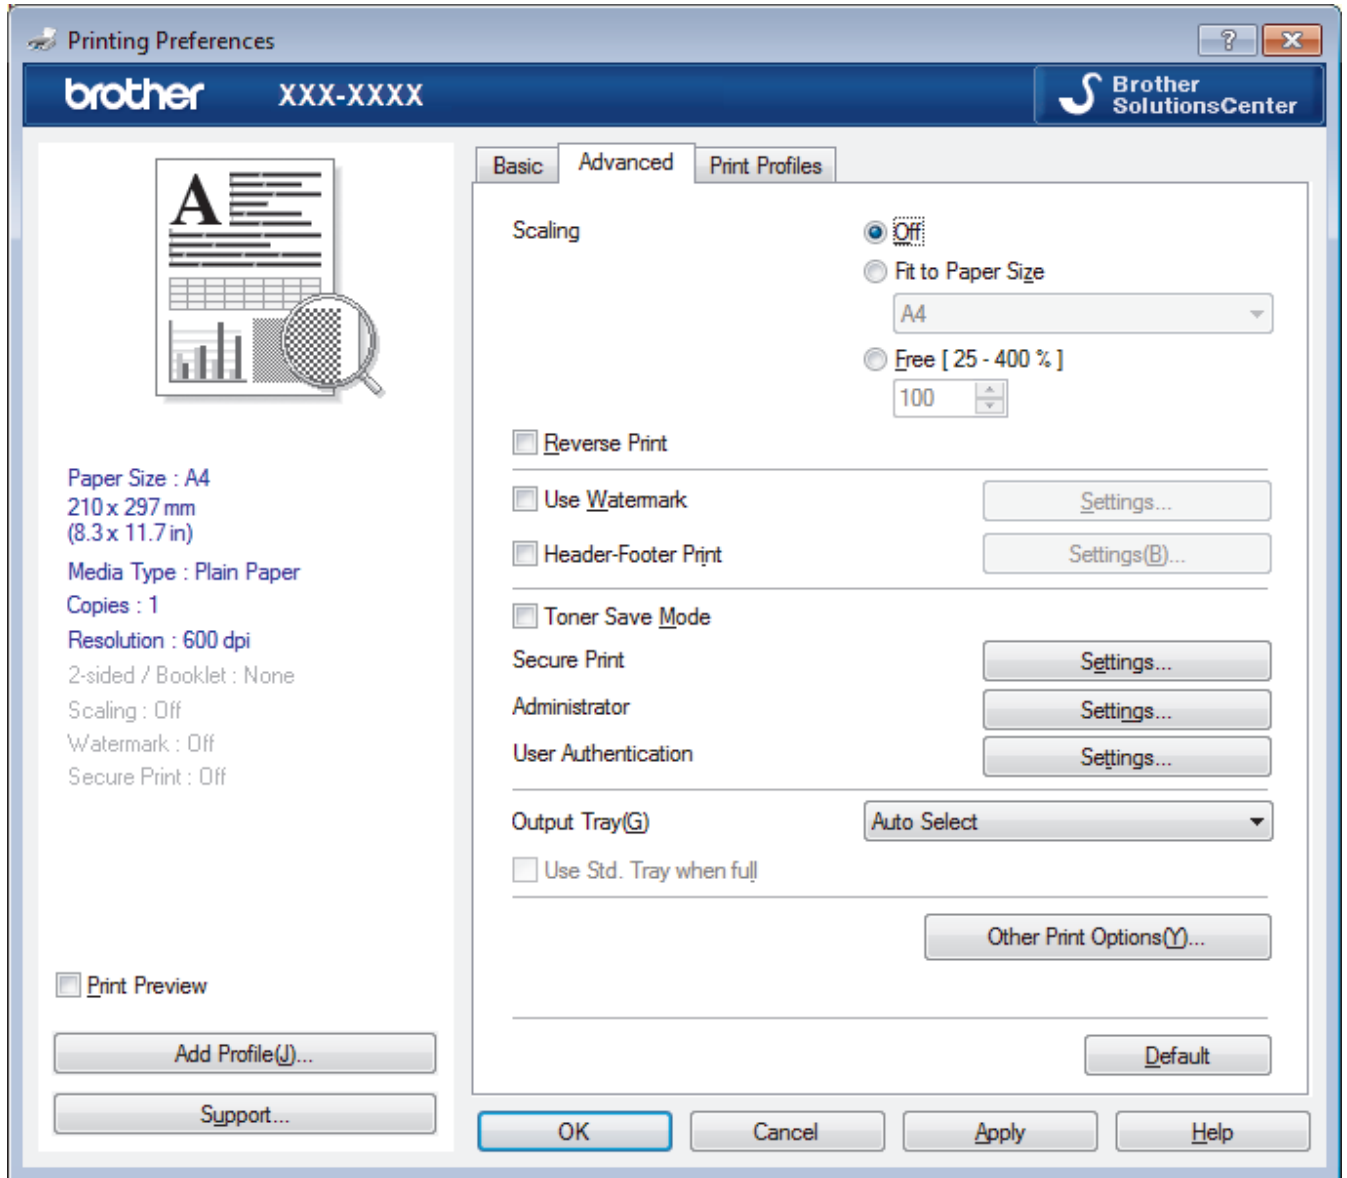 Printing Preferences
brother XXX-XXXX
Brother
SolutionsCenter
A
Paper Size : A4
210 x 297 mm
(8.3 x 11.7 in)
Media Type : Plain Paper
Copies : 1
Resolution : 600 dpi
2-sided / Booklet : None
Scaling : Off
Watermark : Off
Secure Print : Off
Print Preview
Add Profile(J)...
Support...
Basic Advanced Print Profiles
Scaling Off
Fit to Paper Size
A4
Free [ 25 - 400 % ]
100
Reverse Print
Use Watermark Settings...
Header-Footer Print Settings(B)...
Toner Save Mode
Secure Print Settings...
Administrator Settings...
User Authentication Settings...
Output Tray(G) Auto Select
Use Std. Tray when full
Other Print Options(Y)...
Default
OK Cancel Apply Help